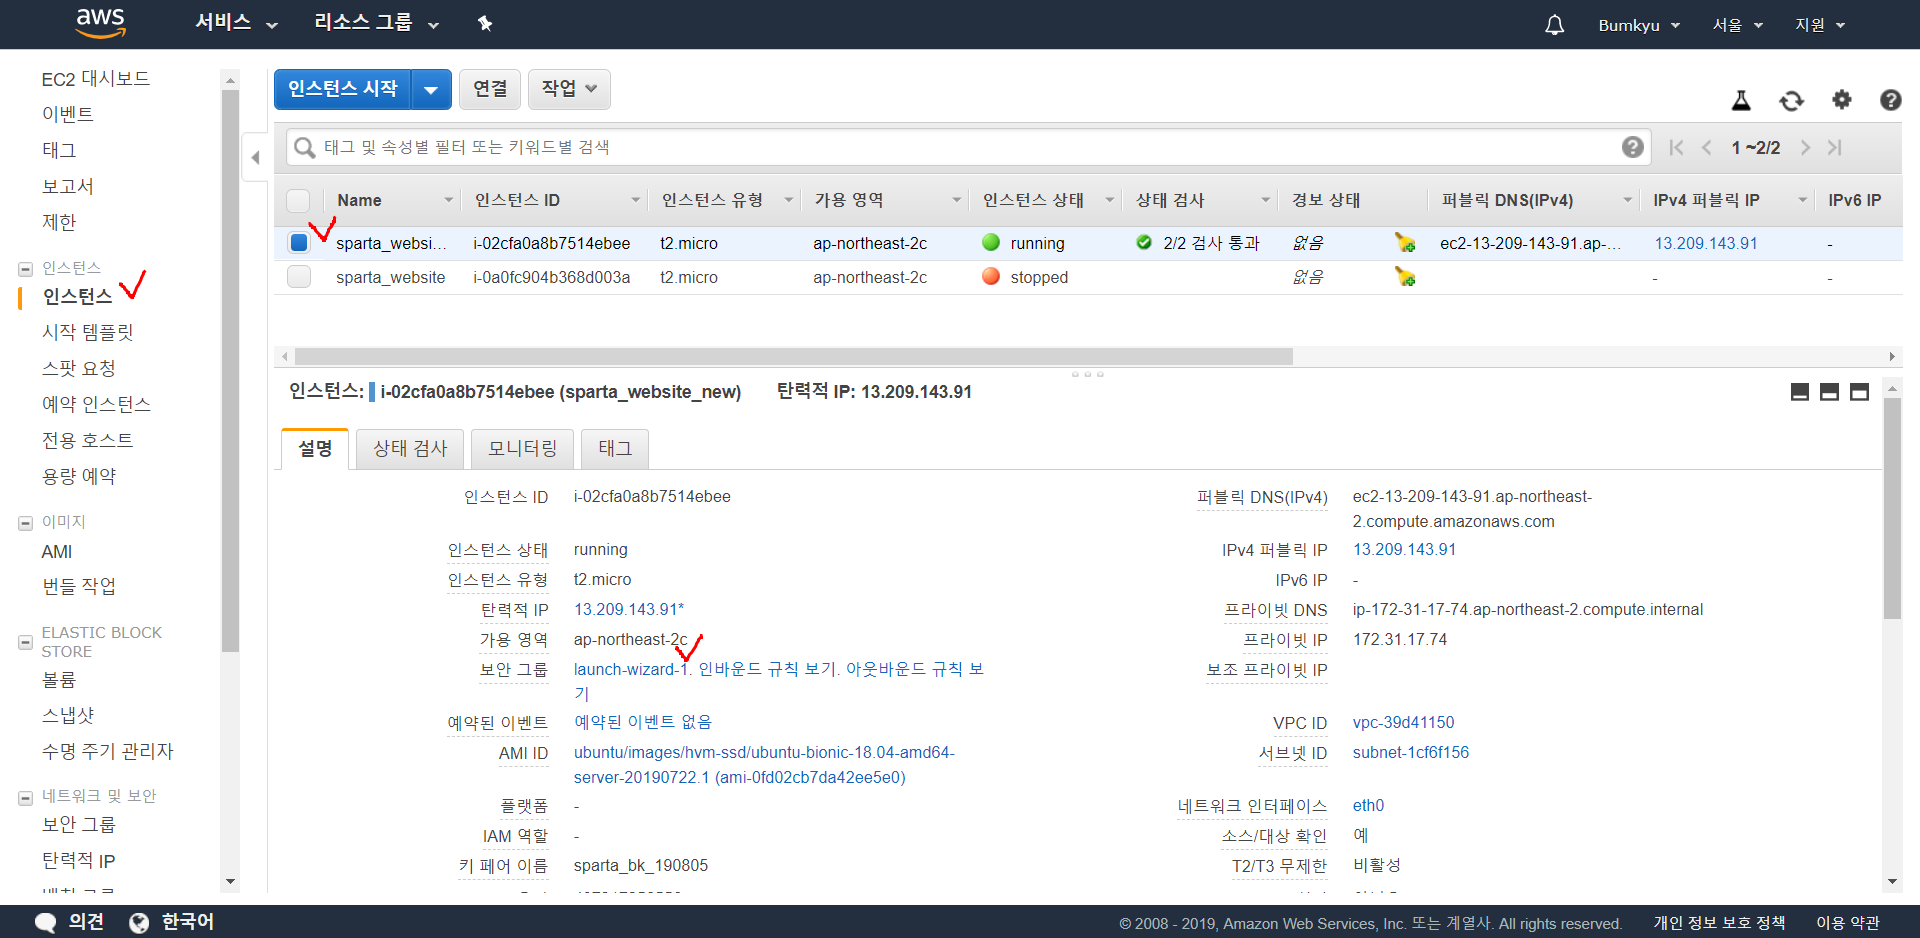 aws
서비스
리소스 그룹
Bumkyu
서울
지원
EC2 대시보드
이벤트
태그
보고서
제한
인스턴스
인스턴스
시작 템플릿
스팟 요청
예약 인스턴스
전용 호스트
용량 예약
이미지
AMI
번들 작업
ELASTIC BLOCK
STORE
볼륨
스냅샷
수명 주기 관리자
네트워크 및 보안
보안 그룹
탄력적 IP
인스턴스 시작
연결
작업
태그 및 속성별 필터 또는 키워드별 검색
1 ~2/2
Name 인스턴스 ID 인스턴스 유형 가용 영역 인스턴스 상태 상태 검사 경보 상태 퍼블릭 DNS(IPv4) IPv4 퍼블릭 IP IPv6 IP
sparta_websi... i-02cfa0a8b7514ebee t2.micro ap-northeast-2c running 2/2 검사 통과 없음 ec2-13-209-143-91.ap-... 13.209.143.91 -
sparta_website i-0a0fc904b368d003a t2.micro ap-northeast-2c stopped 없음 - -
인스턴스: i-02cfa0a8b7514ebee (sparta_website_new) 탄력적 IP: 13.209.143.91
설명 상태 검사 모니터링 태그
인스턴스 ID i-02cfa0a8b7514ebee
인스턴스 상태 running
인스턴스 유형 t2.micro
탄력적 IP 13.209.143.91*
가용 영역 ap-northeast-2c
보안 그룹 launch-wizard-1. 인바운드 규칙 보기. 아웃바운드 규칙 보
기
예약된 이벤트 예약된 이벤트 없음
AMI ID ubuntu/images/hvm-ssd/ubuntu-bionic-18.04-amd64-
server-20190722.1 (ami-0fd02cb7da42ee5e0)
플랫폼 -
IAM 역할 -
키 페어 이름 sparta_bk_190805
퍼블릭 DNS(IPv4) ec2-13-209-143-91.ap-northeast-
2.compute.amazonaws.com
IPv4 퍼블릭 IP 13.209.143.91
IPv6 IP -
프라이빗 DNS ip-172-31-17-74.ap-northeast-2.compute.internal
프라이빗 IP 172.31.17.74
보조 프라이빗 IP
VPC ID vpc-39d41150
서브넷 ID subnet-1cf6f156
네트워크 인터페이스 eth0
소스/대상 확인 예
T2/T3 무제한 비활성
의견
한국어
© 2008 - 2019, Amazon Web Services, Inc. 또는 계열사. All rights reserved.
개인 정보 보호 정책
이용 약관